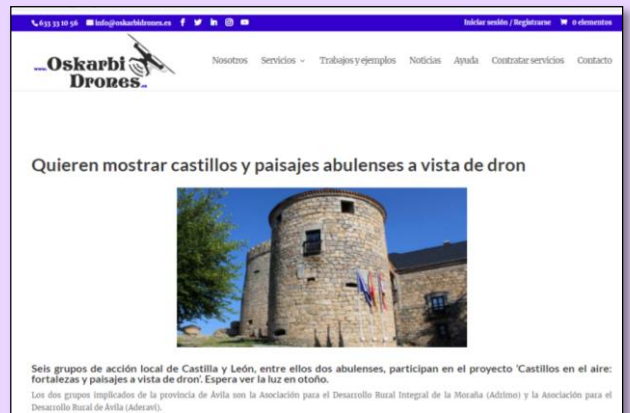 633 33 10 56 info@oskarbidrones.es
Iniciar sesión / Registrarse 0 elementos
www.Oskarbi
Drones.es
Nosotros Servicios Trabajos y ejemplos Noticias Ayuda Contratar servicios Contacto
Quieren mostrar castillos y paisajes abulenses a vista de dron
Seis grupos de acción local de Castilla y León, entre ellos dos abulenses, participan en el proyecto 'Castillos en el aire:
fortalezas y paisajes a vista de dron'. Espera ver la luz en otoño.
Los dos grupos implicados de la provincia de Ávila son la Asociación para el Desarrollo Rural Integral de la Moraña (Adrimo) y la Asociación para el
Desarrollo Rural de Ávila (Aderavi).